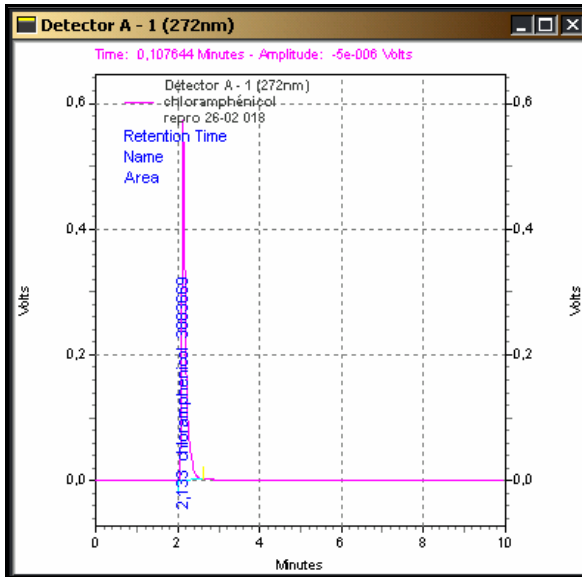 Detector A - 1 (272nm)
Time: 0,107644 Minutes - Amplitude: -5e-006 Volts
Détector A - 1 (272nm)
chloramphénicol
repro 26-02 018
Retention Time
Name
Area
0,6
0,4
0,2
0,0
Volts
0,6
0,4
0,2
0,0
Volts
2,133 chloramphenicol 3883669
0 2 4 6 8 10
Minutes